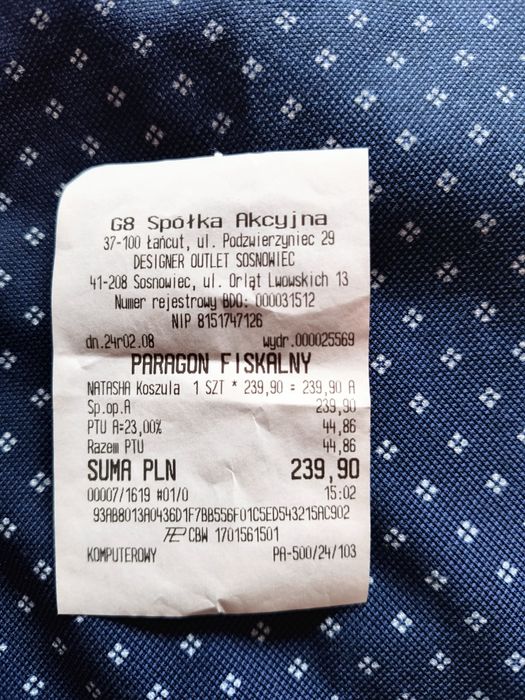 G8 Spółka Akcyjna
37-100 Łańcut, ul. Podzwierzyniec 29
DESIGNER OUTLET SOSNOWIEC
41-208 Sosnowiec, ul. Orląt Lwowskich 13
Numer rejestrowy BDO: 000031512
NIP 8151747126
dn.24r02.08 wydr.000025569
PARAGON FISKALNY
NATASHA Koszula 1 SZT * 239,90 = 239,90 A
Sp.op.A 239,90
PTU A=23,00% 44,86
Razem PTU 44,86
SUMA PLN 239,90
00007/1619 #01/0 15:02
93AB8013A0436D1F7BB556F01C5ED543215AC902
CBW 1701561501
KOMPUTEROWY PA-500/24/103